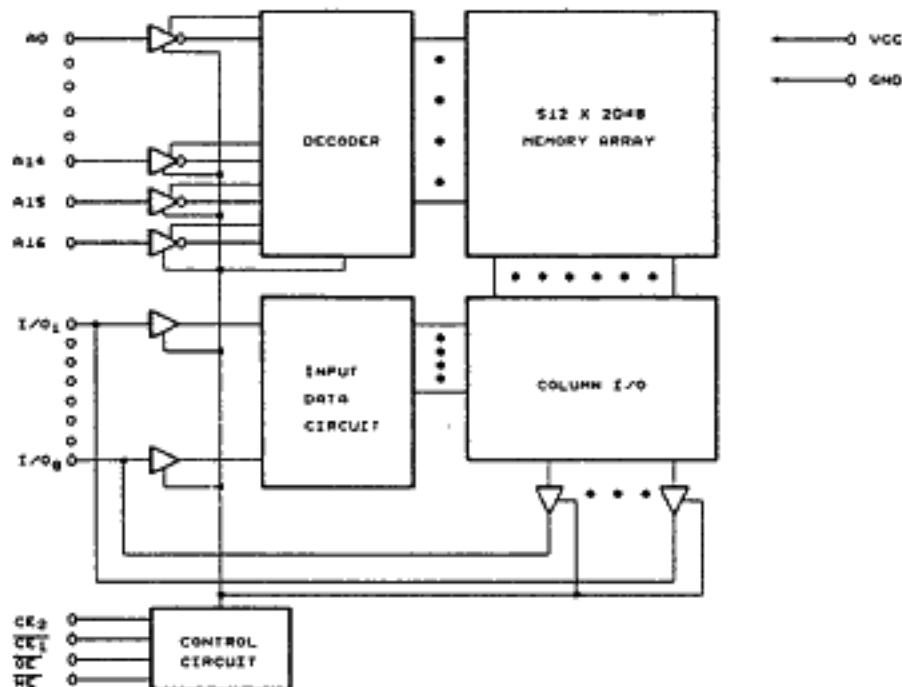 A0
VCC
GND
512 X 2048
MEMORY ARRAY
DECODER
A14
A15
A16
I/O1
INPUT
DATA
CIRCUIT
COLUMN I/O
I/O8
CE2
CE1
OE
CONTROL
CIRCUIT